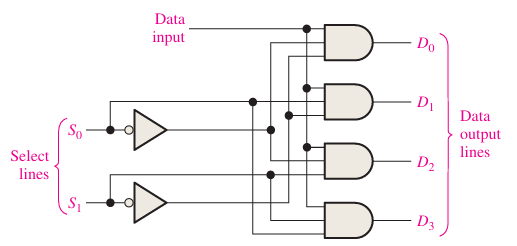 Data
input
D₀
D₁
D₂
D₃
Data
output
lines
S₀
Select
lines
S₁